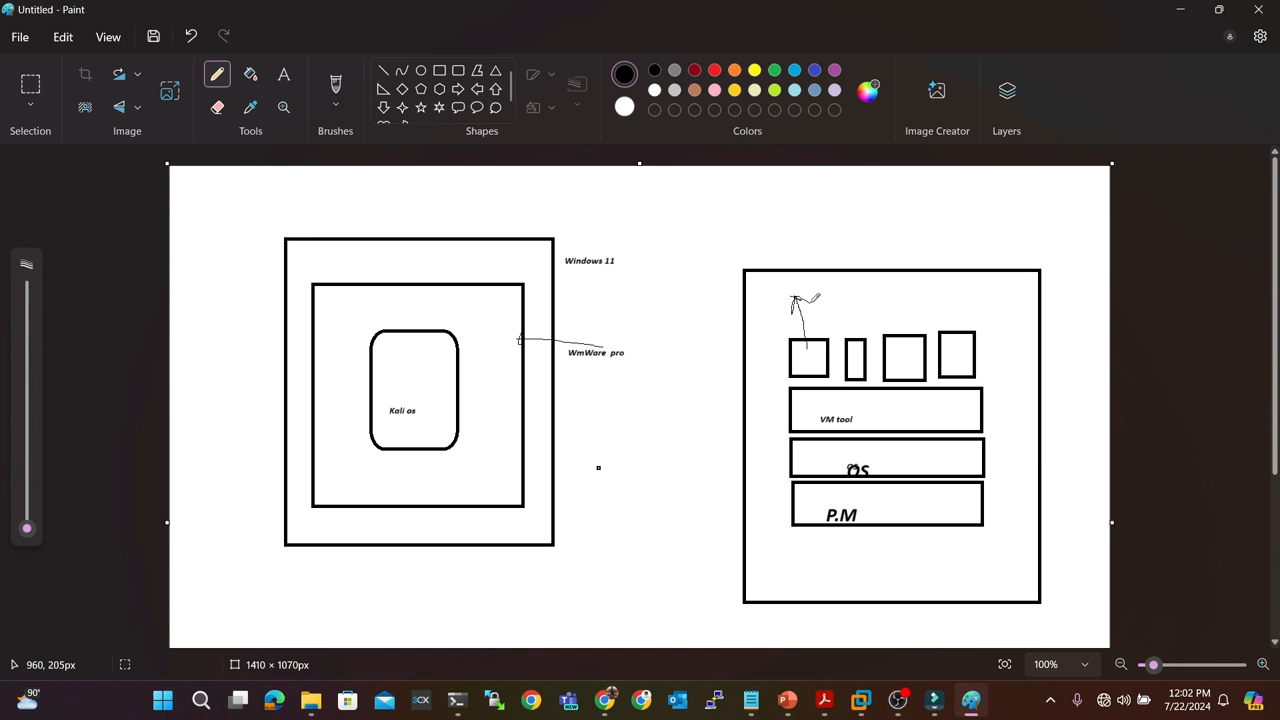 Untitled - Paint
File Edit View
Selection
Image
Tools
Brushes
Shapes
Colors
Image Creator
Layers
Windows 11
WmWare pro
Kali os
VM tool
OS
P.M
960, 205px
1410 × 1070px
100%
90°
12:02 PM
7/22/2024